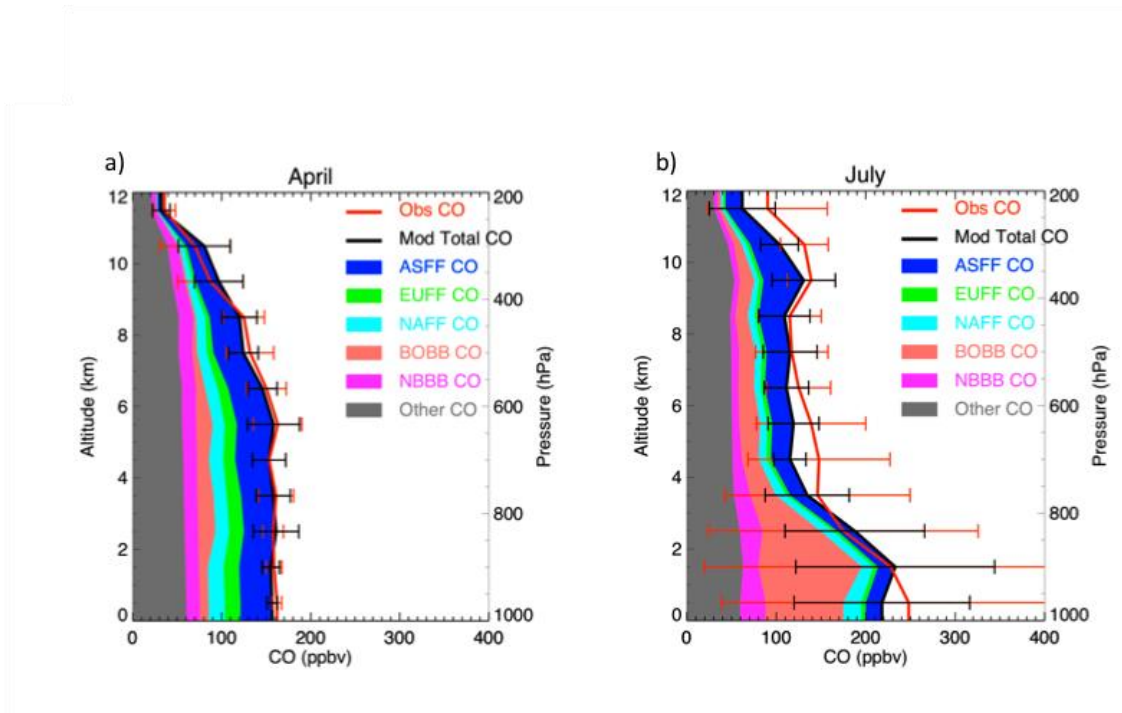 a)
April
12
10
8
6
4
2
0
Altitude (km)
0
100
200
300
400
CO (ppbv)
200
400
600
800
1000
Pressure (hPa)
Obs CO
Mod Total CO
ASFF CO
EUFF CO
NAFF CO
BOBB CO
NBBB CO
Other CO
b)
July
12
10
8
6
4
2
0
Altitude (km)
0
100
200
300
400
CO (ppbv)
200
400
600
800
1000
Pressure (hPa)
Obs CO
Mod Total CO
ASFF CO
EUFF CO
NAFF CO
BOBB CO
NBBB CO
Other CO